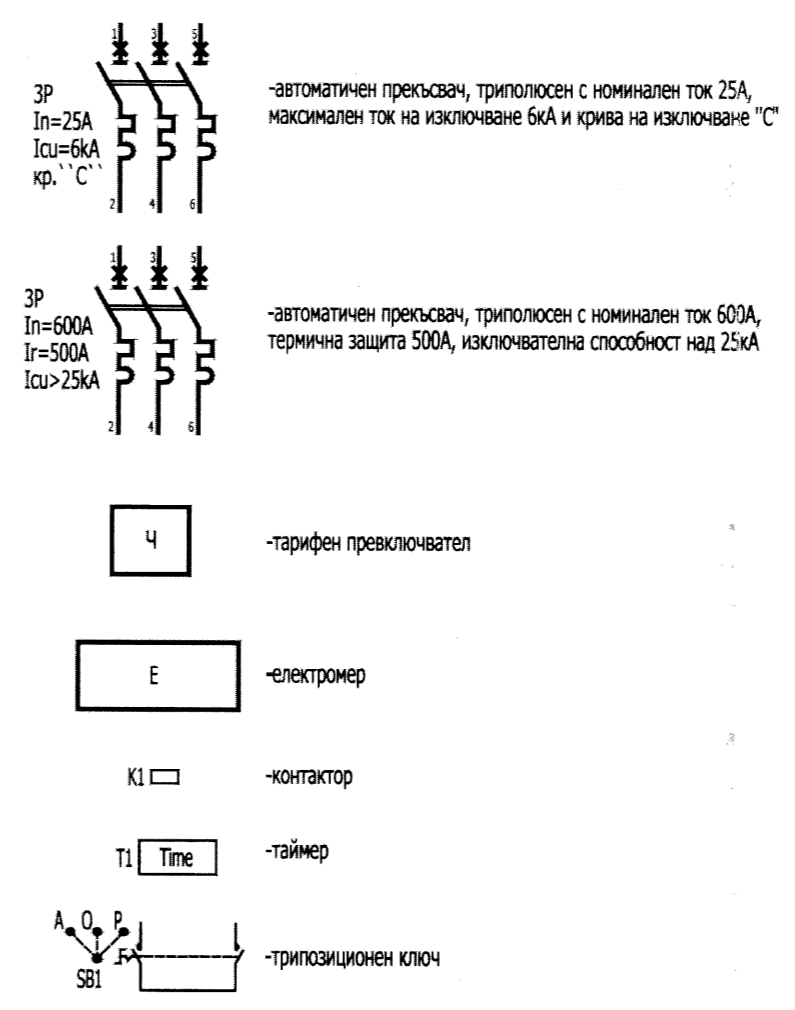 1 3 5
3P
In=25A
Icu=6kA
кр.``C``
2 4 6
-автоматичен прекъсвач, триполюсен с номинален ток 25А,
максимален ток на изключване 6кА и крива на изключване "С"
1 3 5
3P
In=600A
Ir=500A
Icu>25kA
2 4 6
-автоматичен прекъсвач, триполюсен с номинален ток 600А,
термична защита 500А, изключвателна способност над 25кА
Ч
-тарифен превключвател
Е
-електромер
K1
-контактор
T1 Time
-таймер
A O P
SB1
-трипозиционен ключ